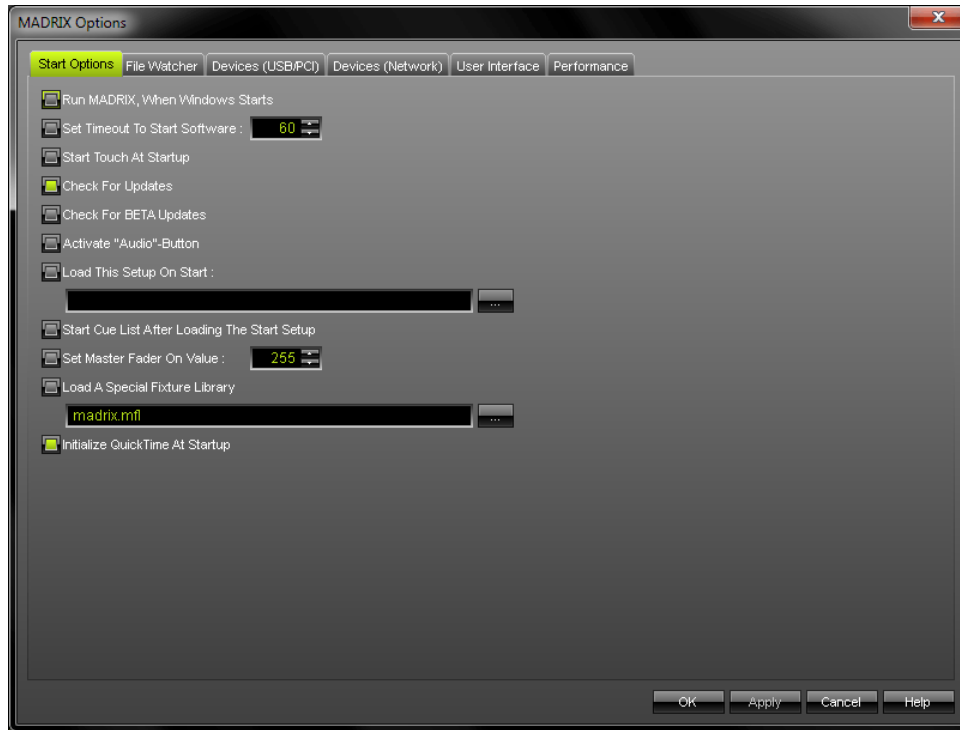 MADRIX Options
Start Options File Watcher Devices (USB/PCI) Devices (Network) User Interface Performance
Run MADRIX, When Windows Starts
Set Timeout To Start Software : 60
Start Touch At Startup
Check For Updates
Check For BETA Updates
Activate "Audio"-Button
Load This Setup On Start :
...
Start Cue List After Loading The Start Setup
Set Master Fader On Value : 255
Load A Special Fixture Library
madrix.mfl ...
Initialize QuickTime At Startup
OK Apply Cancel Help